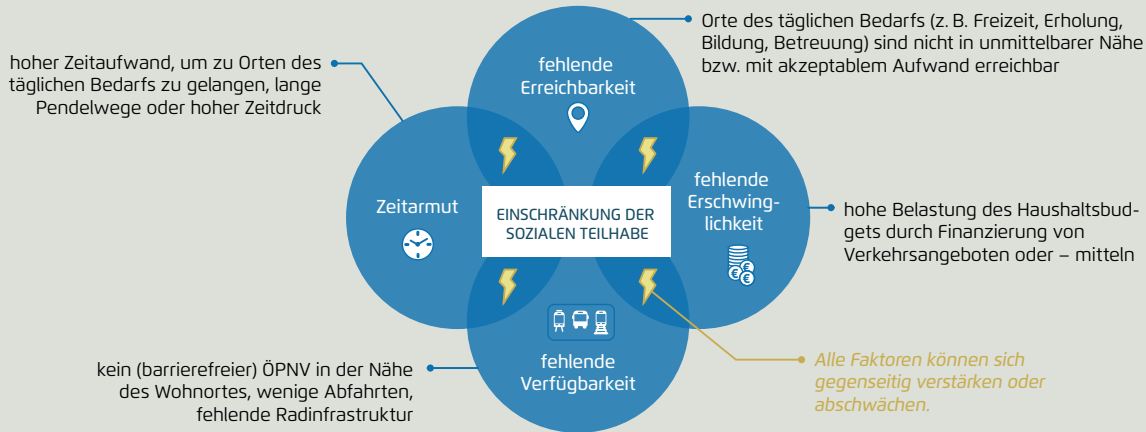 Orte des täglichen Bedarfs (z. B. Freizeit, Erholung,
Bildung, Betreuung) sind nicht in unmittelbarer Nähe
bzw. mit akzeptablem Aufwand erreichbar
hoher Zeitaufwand, um zu Orten des
täglichen Bedarfs zu gelangen, lange
Pendelwege oder hoher Zeitdruck
fehlende
Erreichbarkeit
Zeitarmut
EINSCHRÄNKUNG DER
SOZIALEN TEILHABE
fehlende
Erschwing-
lichkeit
hohe Belastung des Haushaltsbud-
gets durch Finanzierung von
Verkehrsangeboten oder – mitteln
fehlende
Verfügbarkeit
kein (barrierefreier) ÖPNV in der Nähe
des Wohnortes, wenige Abfahrten,
fehlende Radinfrastruktur
Alle Faktoren können sich
gegenseitig verstärken oder
abschwächen.